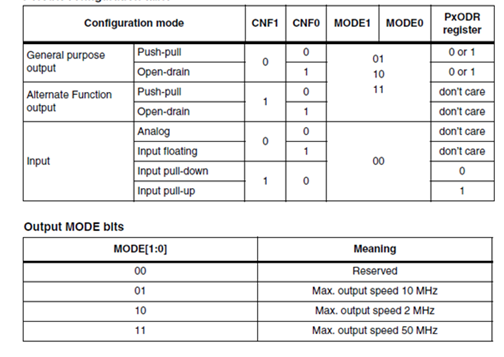 Configuration mode CNF1 CNF0 MODE1 MODE0 PxODR register
General purpose output Push-pull 0 0 01 10 11 0 or 1
Open-drain 1 0 or 1
Alternate Function output Push-pull 1 0 don't care
Open-drain 1 don't care
Input Analog 0 0 00 don't care
Input floating 1 don't care
Input pull-down 1 0 0
Input pull-up 1
Output MODE bits
MODE[1:0] Meaning
00 Reserved
01 Max. output speed 10 MHz
10 Max. output speed 2 MHz
11 Max. output speed 50 MHz